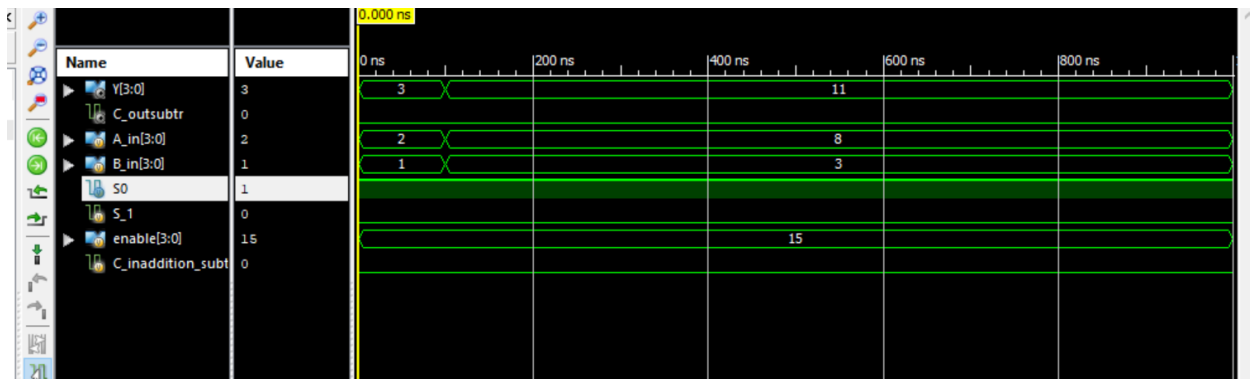 0.000 ns
Name Value 0 ns 200 ns 400 ns 600 ns 800 ns
Y[3:0] 3 3 11
C_outsubtr 0
A_in[3:0] 2 2 8
B_in[3:0] 1 1 3
S0 1
S_1 0
enable[3:0] 15 15
C_inaddition_subt 0